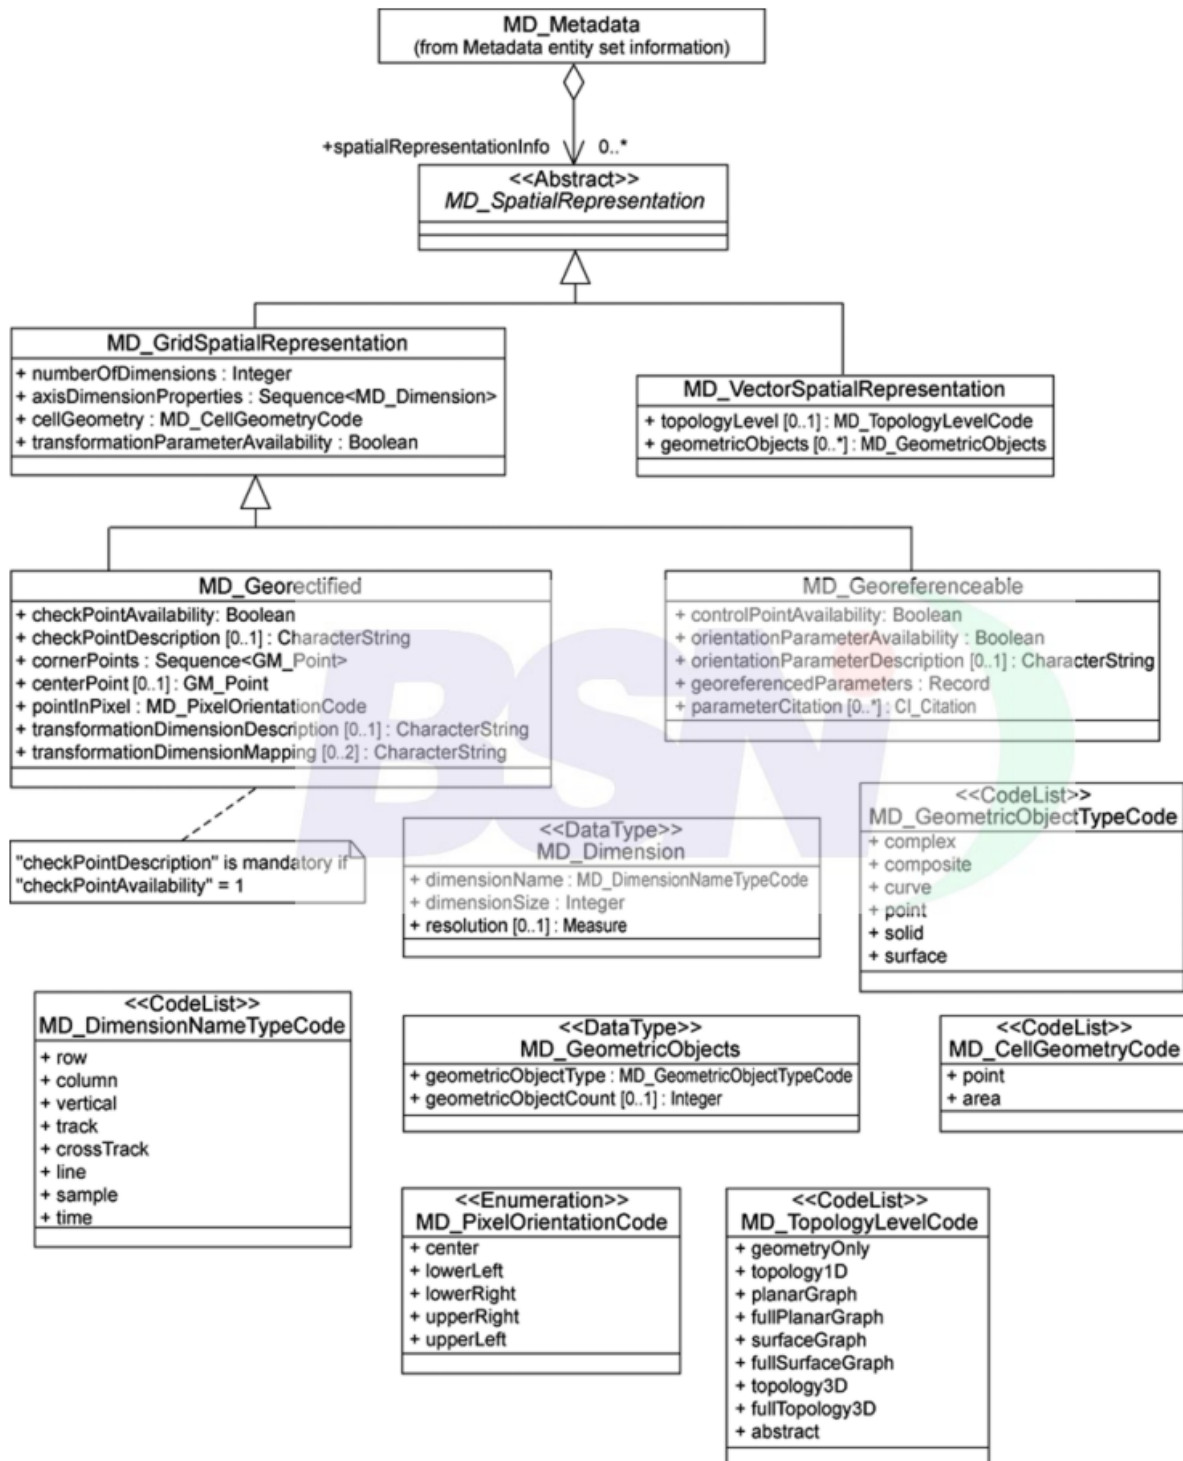 MD_Metadata
(from Metadata entity set information)
+spatialRepresentationInfo 0..*
<<Abstract>>
MD_SpatialRepresentation
MD_GridSpatialRepresentation
+ numberOfDimensions : Integer
+ axisDimensionProperties : Sequence<MD_Dimension>
+ cellGeometry : MD_CellGeometryCode
+ transformationParameterAvailability : Boolean
MD_VectorSpatialRepresentation
+ topologyLevel [0..1] : MD_TopologyLevelCode
+ geometricObjects [0..*] : MD_GeometricObjects
MD_Georectified
+ checkPointAvailability: Boolean
+ checkPointDescription [0..1] : CharacterString
+ cornerPoints : Sequence<GM_Point>
+ centerPoint [0..1] : GM_Point
+ pointInPixel : MD_PixelOrientationCode
+ transformationDimensionDescription [0..1] : CharacterString
+ transformationDimensionMapping [0..2] : CharacterString
MD_Georeferenceable
+ controlPointAvailability: Boolean
+ orientationParameterAvailability : Boolean
+ orientationParameterDescription [0..1] : CharacterString
+ georeferencedParameters : Record
+ parameterCitation [0..*] : CI_Citation
BSN
"checkPointDescription" is mandatory if
"checkPointAvailability" = 1
<<DataType>>
MD_Dimension
+ dimensionName : MD_DimensionNameTypeCode
+ dimensionSize : Integer
+ resolution [0..1] : Measure
<<CodeList>>
MD_GeometricObjectTypeCode
+ complex
+ composite
+ curve
+ point
+ solid
+ surface
<<CodeList>>
MD_DimensionNameTypeCode
+ row
+ column
+ vertical
+ track
+ crossTrack
+ line
+ sample
+ time
<<DataType>>
MD_GeometricObjects
+ geometricObjectType : MD_GeometricObjectTypeCode
+ geometricObjectCount [0..1] : Integer
<<CodeList>>
MD_CellGeometryCode
+ point
+ area
<<Enumeration>>
MD_PixelOrientationCode
+ center
+ lowerLeft
+ lowerRight
+ upperRight
+ upperLeft
<<CodeList>>
MD_TopologyLevelCode
+ geometryOnly
+ topology1D
+ planarGraph
+ fullPlanarGraph
+ surfaceGraph
+ fullSurfaceGraph
+ topology3D
+ fullTopology3D
+ abstract